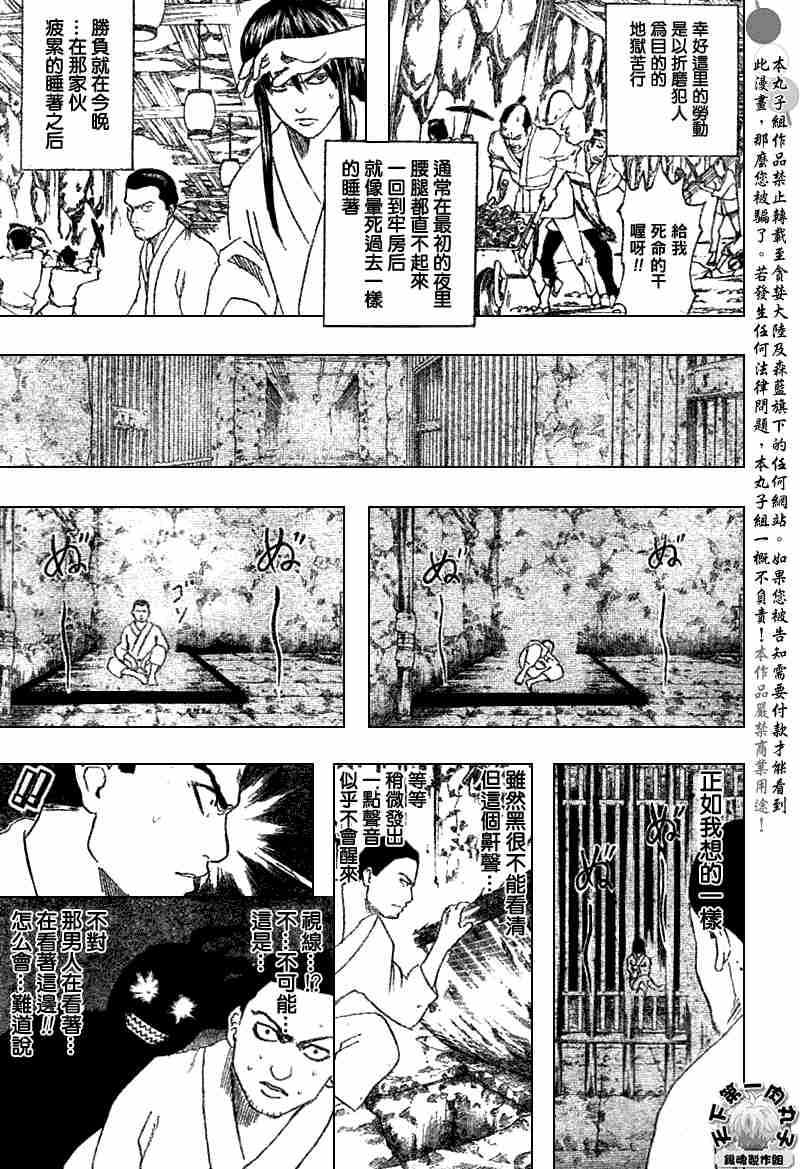 幸好這里的勞動
是以折磨犯人
為目的的
地獄苦行
給我
死命的干
喔呀!!
通常在最初的夜里
腰腿都直不起來
一回到牢房后
就像暈死過去一樣
的睡著
勝負就在今晚
…在那家伙
疲累的睡著之后
ぬ゛
ぬ゛
ぬ゛
ぬ゛
ゴソ
正如我想的一樣
ぬ゛
ぬ゛
雖然黑很不能看清
但這個鼾聲…
等等
稍微發出
一點聲音
似乎不會醒來
!!
視線…!?
不…不可能…
這是…
不對
那男人在看著…
在看著這邊!!
怎么會…難道說
本丸子組作品禁止轉載至貪婪大陸及森藍旗下的任何網站。如果您被告知需要付款才能看到
此漫畫，那麼您被騙了。若發生任何法律問題，本丸子組一概不負責！本作品嚴禁商業用途！
天下第一肉丸子
銀魂製作組